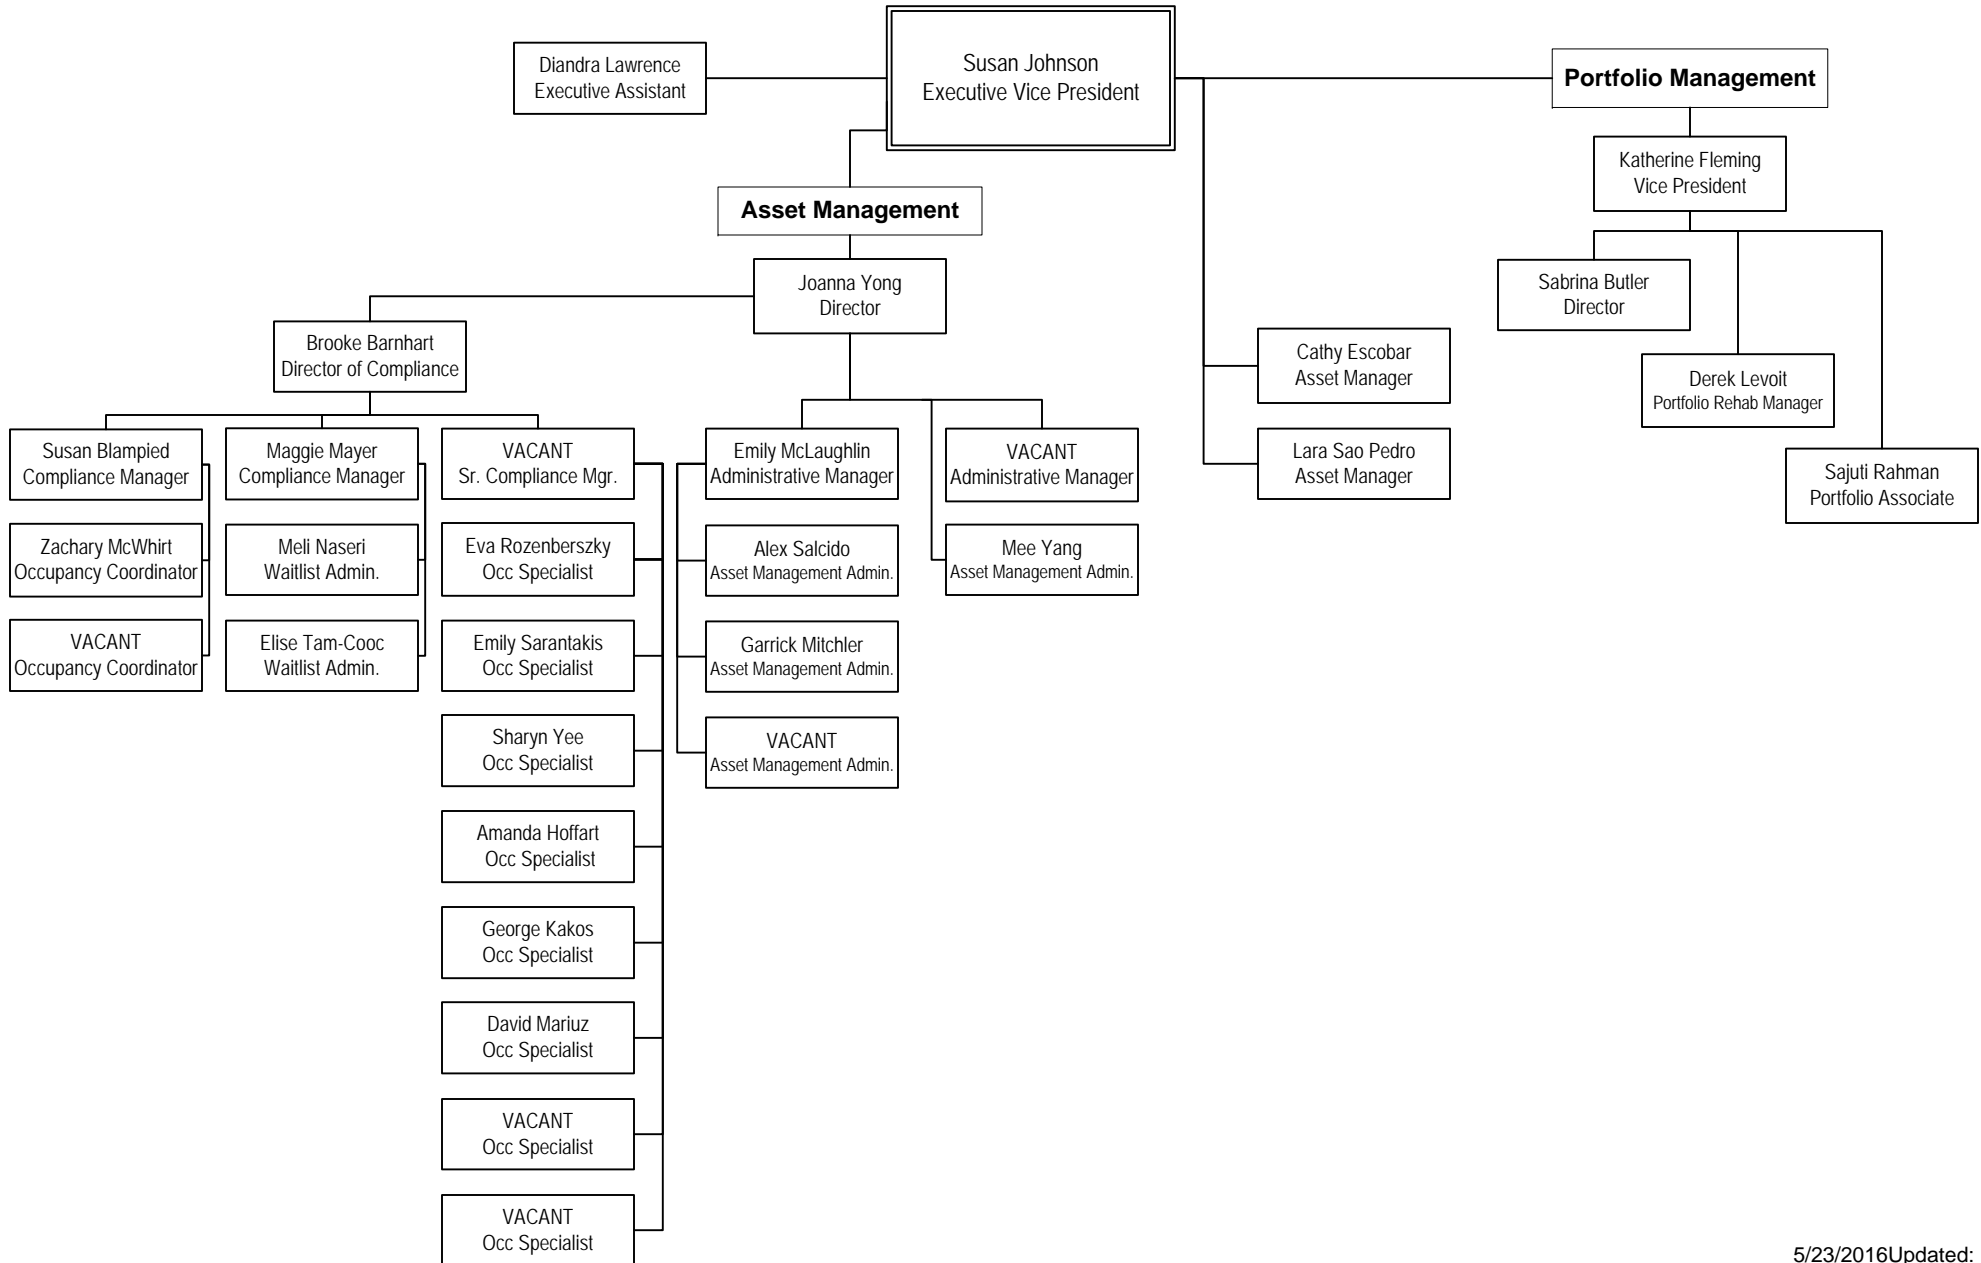 Diandra Lawrence
Executive Assistant
Susan Johnson
Executive Vice President
Portfolio Management
Katherine Fleming
Vice President
Asset Management
Joanna Yong
Director
Sabrina Butler
Director
Brooke Barnhart
Director of Compliance
Cathy Escobar
Asset Manager
Derek Levoit
Portfolio Rehab Manager
Susan Blampied
Compliance Manager
Maggie Mayer
Compliance Manager
VACANT
Sr. Compliance Mgr.
Emily McLaughlin
Administrative Manager
VACANT
Administrative Manager
Lara Sao Pedro
Asset Manager
Sajuti Rahman
Portfolio Associate
Zachary McWhirt
Occupancy Coordinator
Meli Naseri
Waitlist Admin.
Eva Rozenberszky
Occ Specialist
Alex Salcido
Asset Management Admin.
Mee Yang
Asset Management Admin.
VACANT
Occupancy Coordinator
Elise Tam-Cooc
Waitlist Admin.
Emily Sarantakis
Occ Specialist
Garrick Mitchler
Asset Management Admin.
Sharyn Yee
Occ Specialist
VACANT
Asset Management Admin.
Amanda Hoffart
Occ Specialist
George Kakos
Occ Specialist
David Mariuz
Occ Specialist
VACANT
Occ Specialist
VACANT
Occ Specialist
5/23/2016Updated: